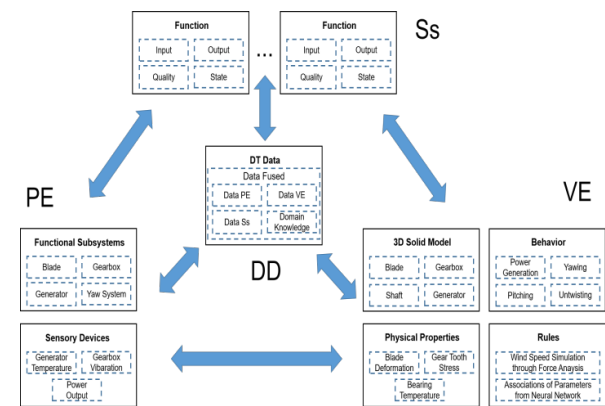 Function
Input
Output
Quality
State
...
Function
Input
Output
Quality
State
Ss
PE
DT Data
Data Fused
Data PE
Data VE
Data Ss
Domain
Knowledge
DD
VE
Functional Subsystems
Blade
Gearbox
Generator
Yaw System
Sensory Devices
Generator
Temperature
Gearbox
Vibaration
Power
Output
3D Solid Model
Blade
Gearbox
Shaft
Generator
Behavior
Power
Generation
Yawing
Pitching
Untwisting
Physical Properties
Blade
Deformation
Gear Tooth
Stress
Bearing
Temperature
Rules
Wind Speed Simulation
through Force Anaysis
Associations of Parameters
from Neural Network